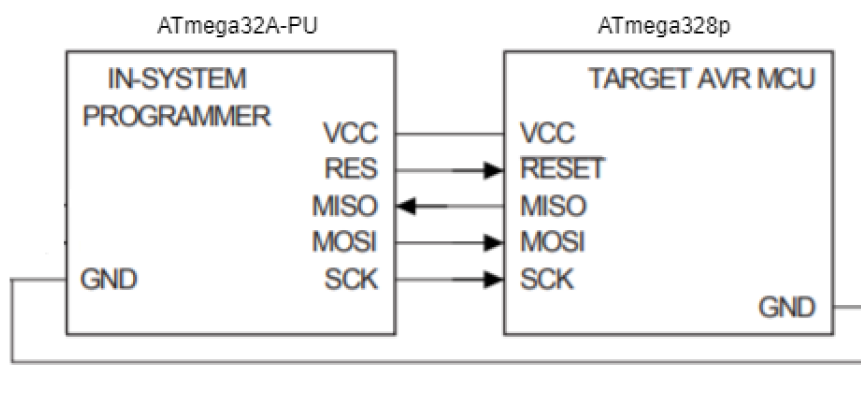 ATmega32A-PU
ATmega328p
IN-SYSTEM
PROGRAMMER
VCC
RES
MISO
MOSI
GND
SCK
TARGET AVR MCU
VCC
RESET
MISO
MOSI
SCK
GND